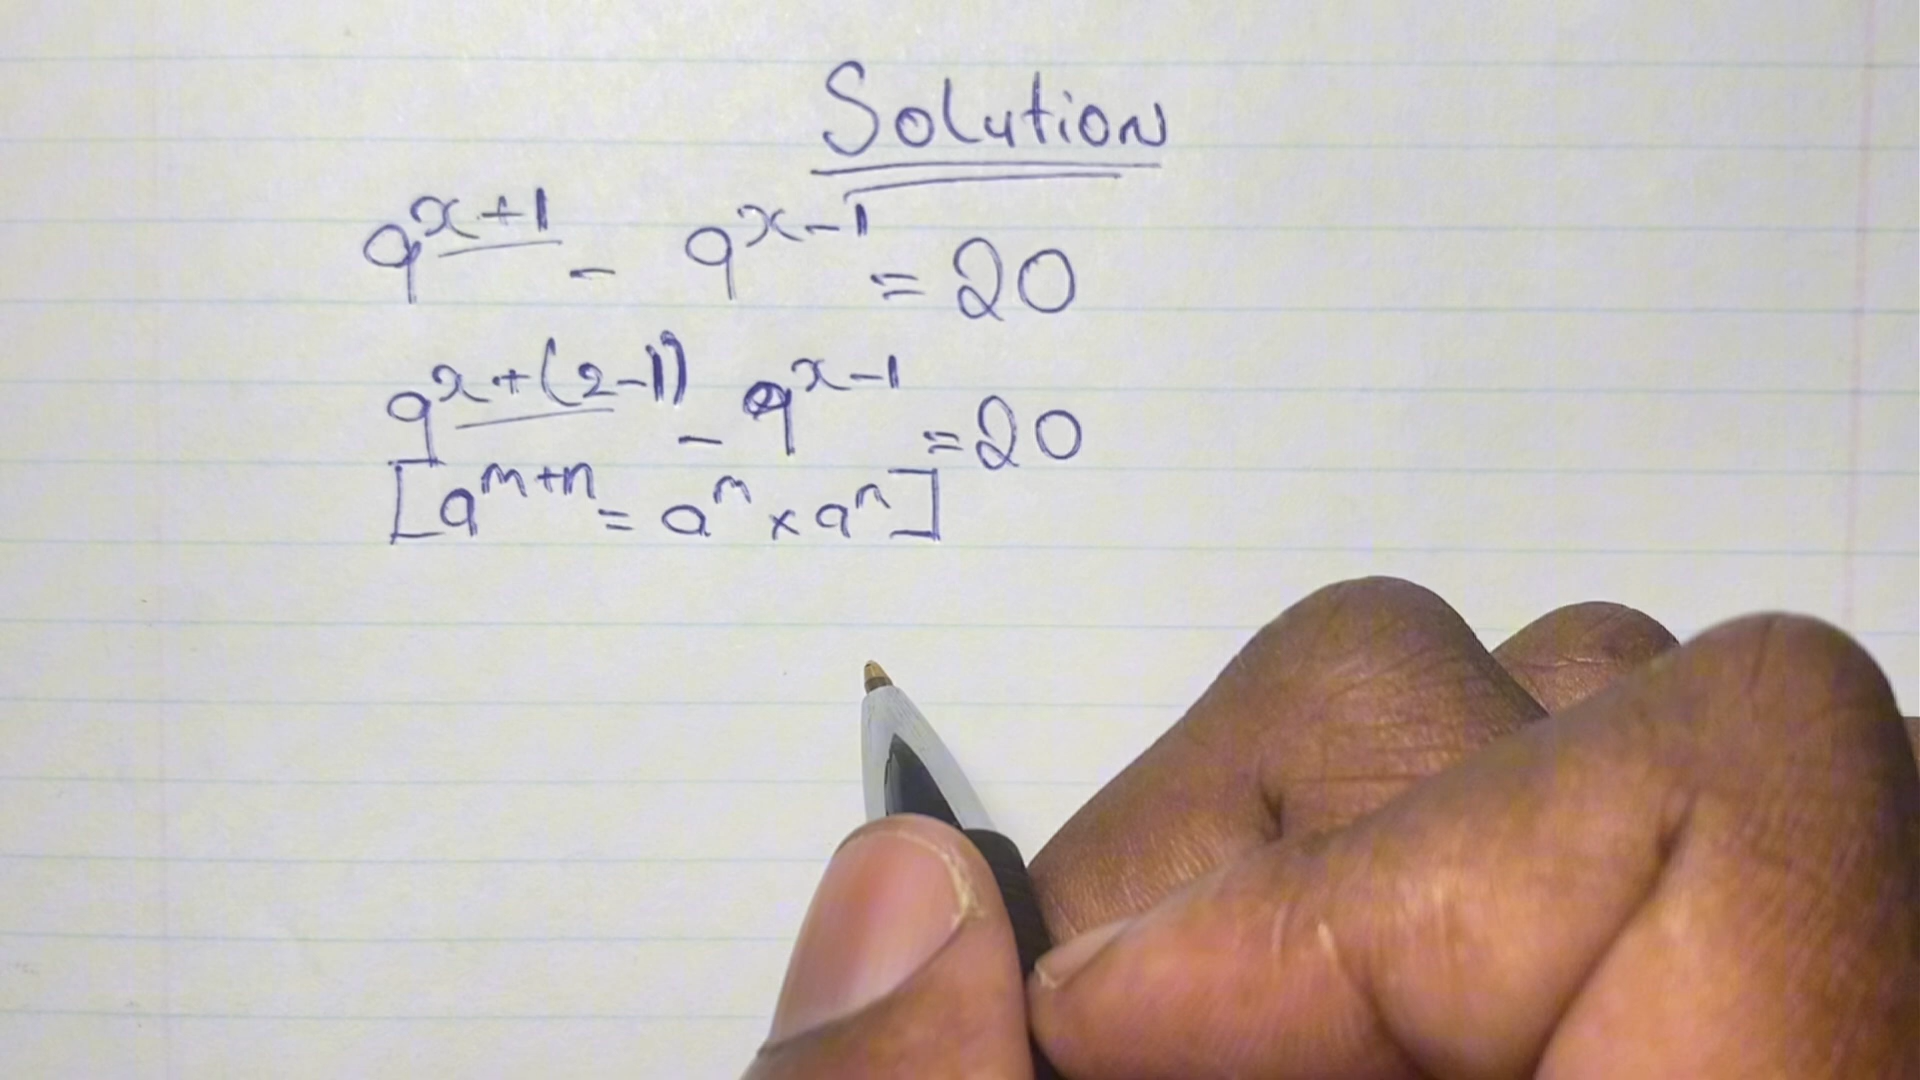 Solution
9^{x+1} - 9^{x-1} = 20
9^{x+(2-1)} - 9^{x-1} = 20
[a^{m+n} = a^m × a^n]